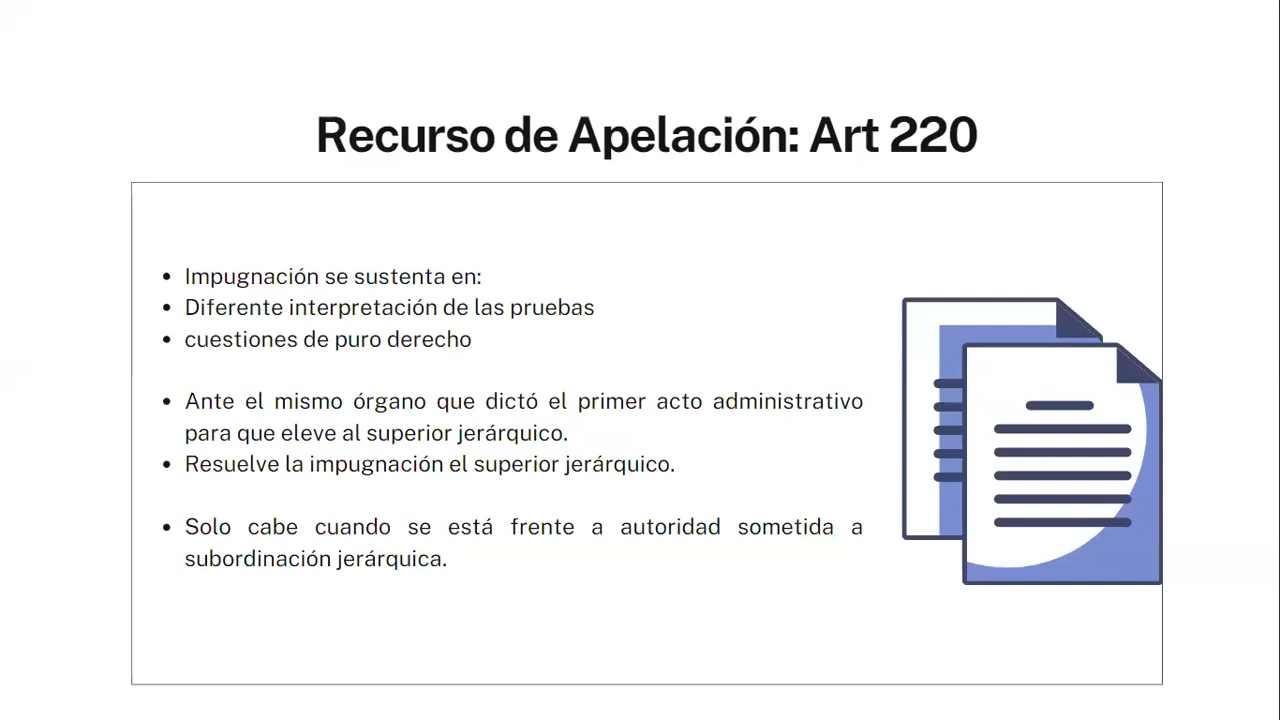 Recurso de Apelación: Art 220
• Impugnación se sustenta en:
• Diferente interpretación de las pruebas
• cuestiones de puro derecho
• Ante el mismo órgano que dictó el primer acto administrativo
para que eleve al superior jerárquico.
• Resuelve la impugnación el superior jerárquico.
• Solo cabe cuando se está frente a autoridad sometida a
subordinación jerárquica.